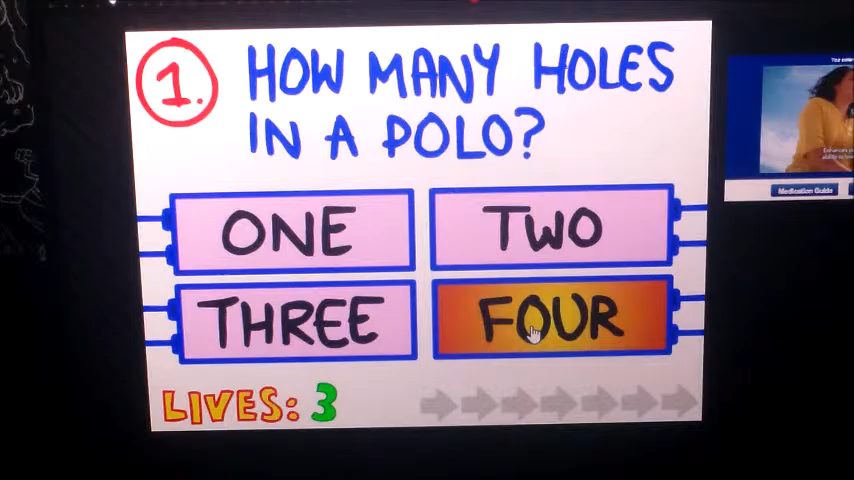 1.
HOW MANY HOLES
IN A POLO?
ONE
TWO
THREE
FOUR
LIVES: 3
Medication Guide